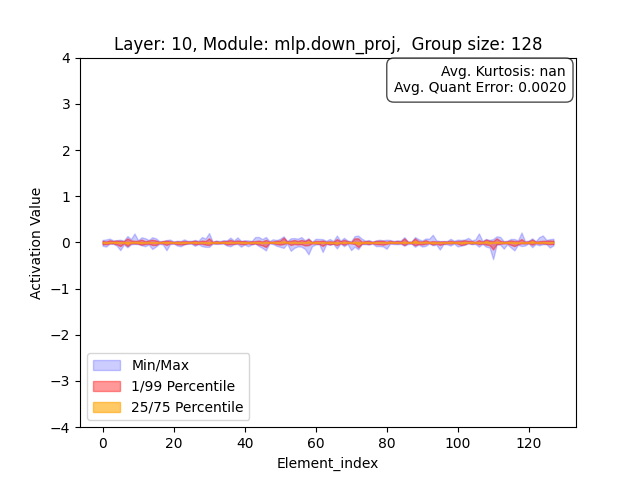 Layer: 10, Module: mlp.down_proj,  Group size: 128
Avg. Kurtosis: nan
Avg. Quant Error: 0.0020
4
3
2
1
0
−1
−2
−3
−4
Activation Value
Min/Max
1/99 Percentile
25/75 Percentile
0 20 40 60 80 100 120
Element_index